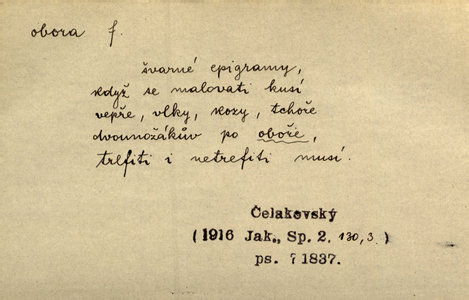 obora f.
švarné epigramy,
když se malovati kusí
vepře, vlky, kozy, tchoře
dvounožákův po oboře,
trefiti i netrefiti musí.
Čelakovský
(1916 Jak., Sp. 2. 130, 3.)
ps. ? 1837.